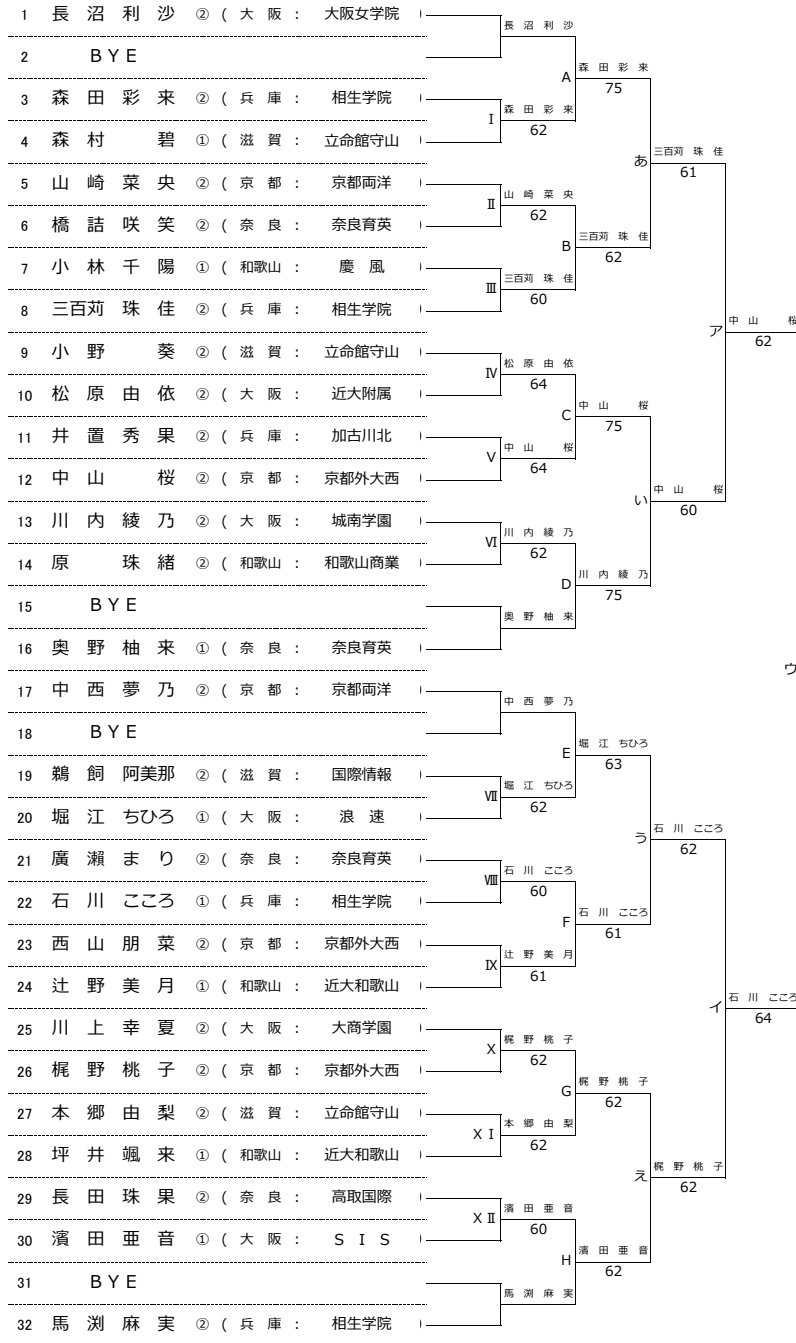 1 長沼利沙 ② ( 大阪 : 大阪女学院 )
2 BYE
3 森田彩来 ② ( 兵庫 : 相生学院 )
4 森村 碧 ① ( 滋賀 : 立命館守山 )
5 山崎菜央 ② ( 京都 : 京都両洋 )
6 橋詰咲笑 ② ( 奈良 : 奈良育英 )
7 小林千陽 ① ( 和歌山 : 慶風 )
8 三百苅 珠佳 ② ( 兵庫 : 相生学院 )
9 小野 葵 ② ( 滋賀 : 立命館守山 )
10 松原由依 ② ( 大阪 : 近大附属 )
11 井置秀果 ② ( 兵庫 : 加古川北 )
12 中山 桜 ② ( 京都 : 京都外大西 )
13 川内綾乃 ② ( 大阪 : 城南学園 )
14 原 珠緒 ② ( 和歌山 : 和歌山商業 )
15 BYE
16 奥野柚来 ① ( 奈良 : 奈良育英 )
17 中西夢乃 ② ( 京都 : 京都両洋 )
18 BYE
19 鵜飼 阿美那 ② ( 滋賀 : 国際情報 )
20 堀江 ちひろ ① ( 大阪 : 浪速 )
21 廣瀬まり ② ( 奈良 : 奈良育英 )
22 石川 こころ ① ( 兵庫 : 相生学院 )
23 西山朋菜 ② ( 京都 : 京都外大西 )
24 辻野美月 ① ( 和歌山 : 近大和歌山 )
25 川上幸夏 ② ( 大阪 : 大商学園 )
26 梶野桃子 ② ( 京都 : 京都外大西 )
27 本郷由梨 ② ( 滋賀 : 立命館守山 )
28 坪井颯来 ① ( 和歌山 : 近大和歌山 )
29 長田珠果 ② ( 奈良 : 高取国際 )
30 濱田亜音 ① ( 大阪 : SIS )
31 BYE
32 馬渕麻実 ② ( 兵庫 : 相生学院 )
長沼利沙
Ⅰ
森田彩来
62
Ⅱ
山崎菜央
62
Ⅲ
三百苅 珠佳
60
Ⅳ
松原由依
64
Ⅴ
中山 桜
64
Ⅵ
川内綾乃
62
奥野柚来
中西夢乃
Ⅶ
堀江 ちひろ
62
Ⅷ
石川 こころ
60
Ⅸ
辻野美月
61
Ⅹ
梶野桃子
62
ⅩⅠ
本郷由梨
62
ⅩⅡ
濱田亜音
60
馬渕麻実
A
森田彩来
75
B
三百苅 珠佳
62
C
中山 桜
75
D
川内綾乃
75
E
堀江 ちひろ
63
F
石川 こころ
61
G
梶野桃子
62
H
濱田亜音
62
あ
三百苅 珠佳
61
い
中山 桜
60
う
石川 こころ
62
え
梶野桃子
62
ア
中山 桜
62
イ
石川 こころ
64
ウ